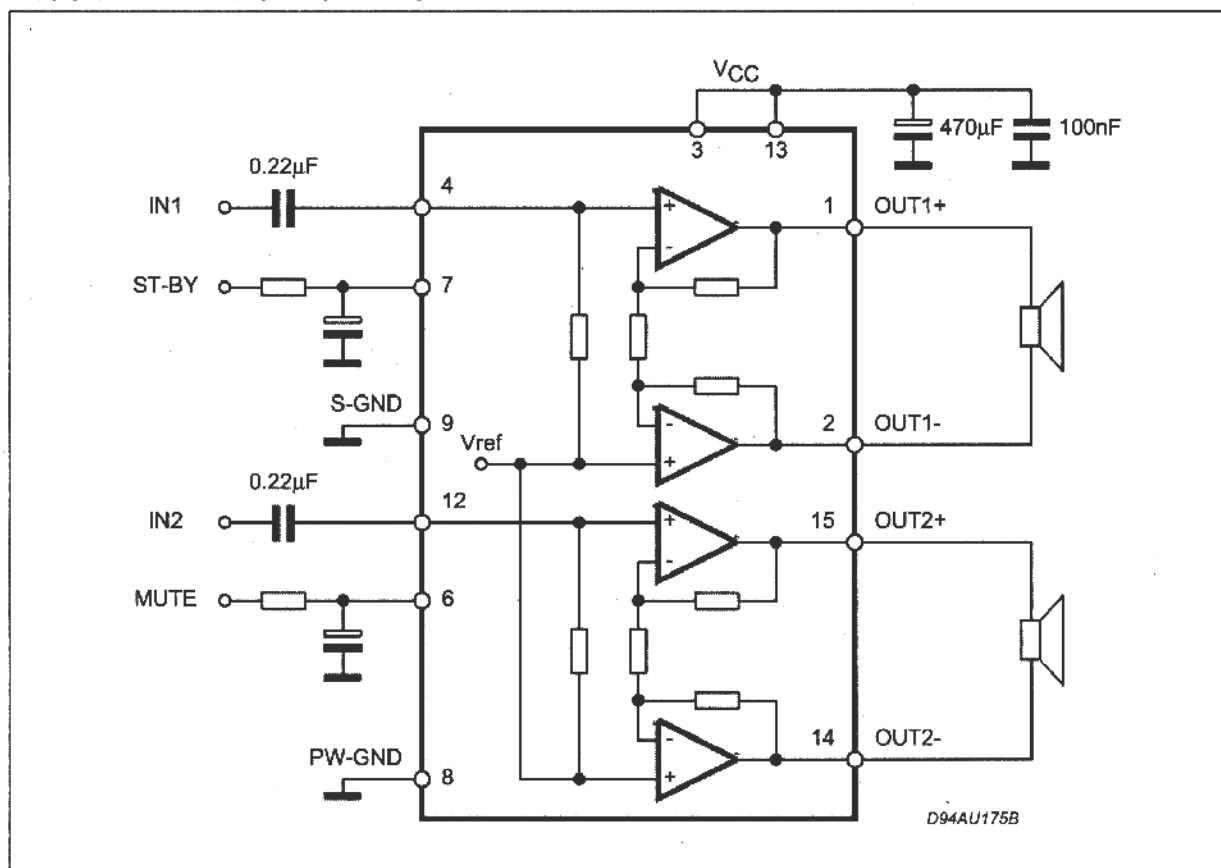 VCC
470µF
100nF
3
13
0.22µF
IN1
4
1
OUT1+
+
-
ST-BY
7
S-GND
9
2
OUT1-
-
+
Vref
0.22µF
12
IN2
15
OUT2+
+
-
MUTE
6
PW-GND
8
14
OUT2-
-
+
D94AU175B